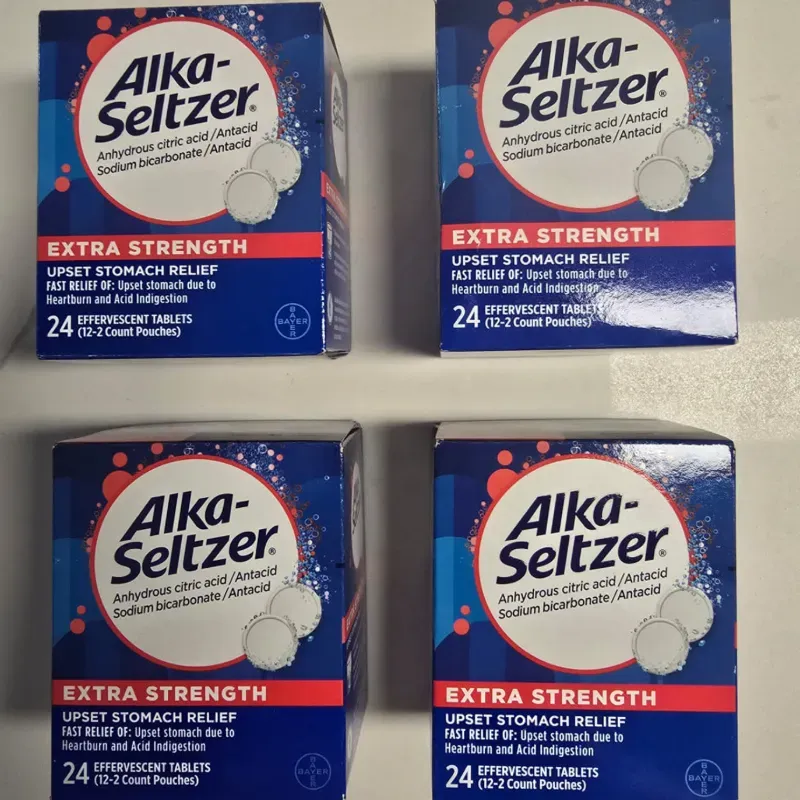 Alka-
Seltzer®
Anhydrous citric acid/Antacid
Sodium bicarbonate/Antacid
EXTRA STRENGTH
UPSET STOMACH RELIEF
FAST RELIEF OF: Upset stomach due to
Heartburn and Acid Indigestion
24 EFFERVESCENT TABLETS
(12-2 Count Pouches)
BAYER
BAYER
Alka-
Seltzer®
Anhydrous citric acid/Antacid
Sodium bicarbonate/Antacid
EXTRA STRENGTH
UPSET STOMACH RELIEF
FAST RELIEF OF: Upset stomach due to
Heartburn and Acid Indigestion
24 EFFERVESCENT TABLETS
(12-2 Count Pouches)
Alka-
Seltzer®
Anhydrous citric acid/Antacid
Sodium bicarbonate/Antacid
EXTRA STRENGTH
UPSET STOMACH RELIEF
FAST RELIEF OF: Upset stomach due to
Heartburn and Acid Indigestion
24 EFFERVESCENT TABLETS
(12-2 Count Pouches)
BAYER
BAYER
Alka-
Seltzer®
Anhydrous citric acid/Antacid
Sodium bicarbonate/Antacid
EXTRA STRENGTH
UPSET STOMACH RELIEF
FAST RELIEF OF: Upset stomach due to
Heartburn and Acid Indigestion
24 EFFERVESCENT TABLETS
(12-2 Count Pouches)
BAYER
BAYER